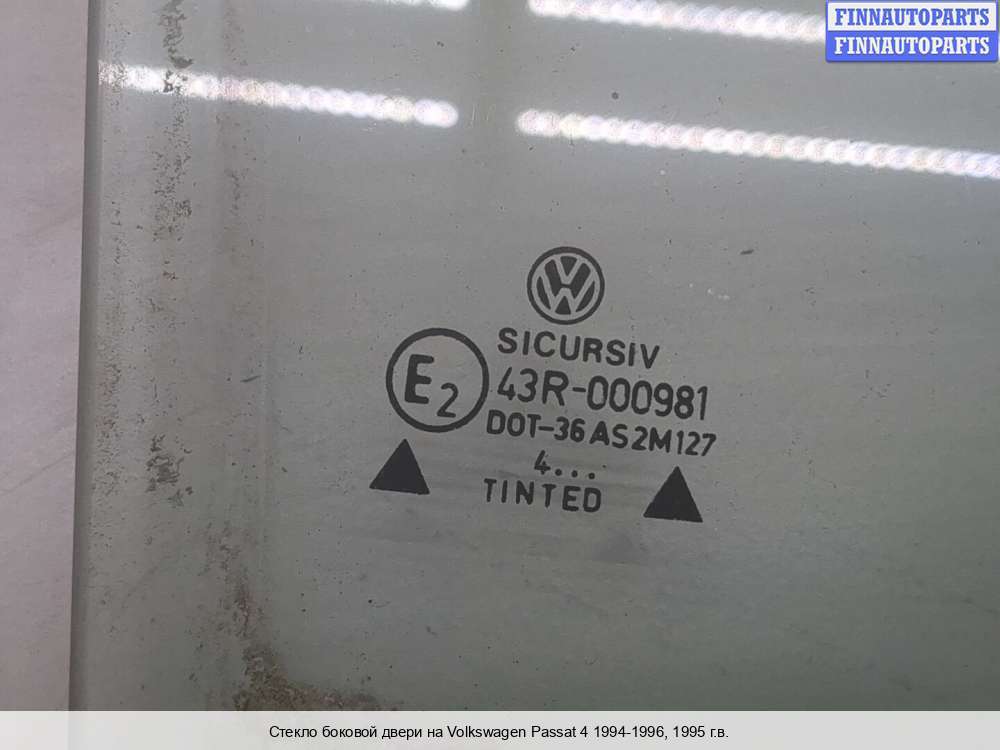 FINNAUTOPARTS
FINNAUTOPARTS
SICURSIV
E2
43R-000981
DOT-36 AS2M127
4...
TINTED
Стекло боковой двери на Volkswagen Passat 4 1994-1996, 1995 г.в.